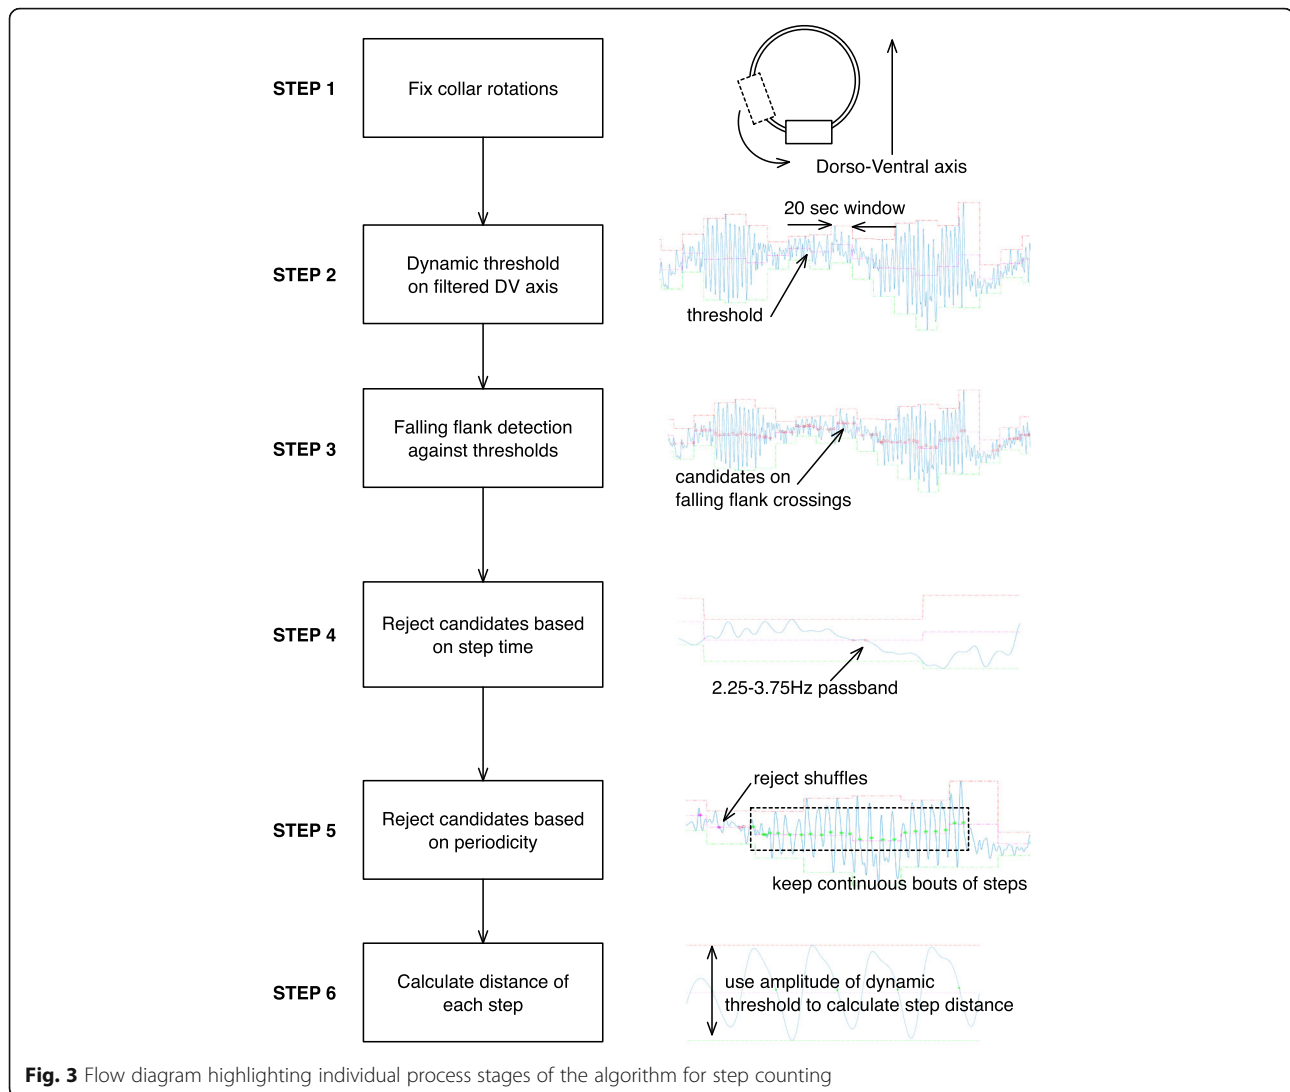 STEP 1
Fix collar rotations
Dorso-Ventral axis
20 sec window
STEP 2
Dynamic threshold
on filtered DV axis
threshold
STEP 3
Falling flank detection
against thresholds
candidates on
falling flank crossings
STEP 4
Reject candidates based
on step time
2.25-3.75Hz passband
reject shuffles
STEP 5
Reject candidates based
on periodicity
keep continuous bouts of steps
STEP 6
Calculate distance of
each step
use amplitude of dynamic
threshold to calculate step distance
Fig. 3 Flow diagram highlighting individual process stages of the algorithm for step counting